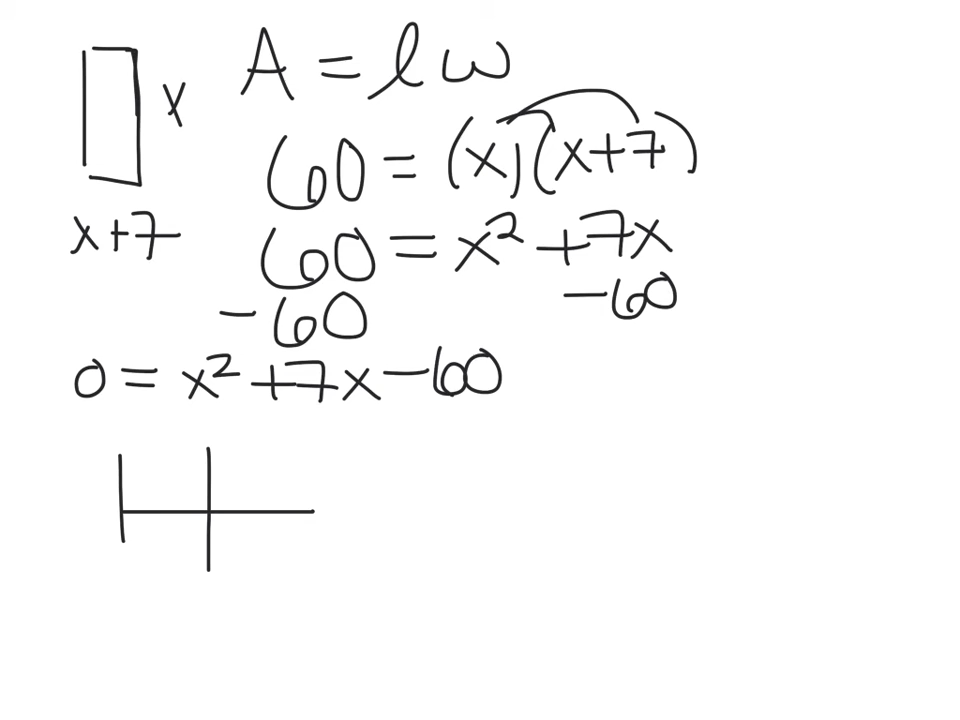 x A = lw
60 = (x)(x+7)
x+7
60 = x² +7x
-60 -60
0 = x² +7x -60